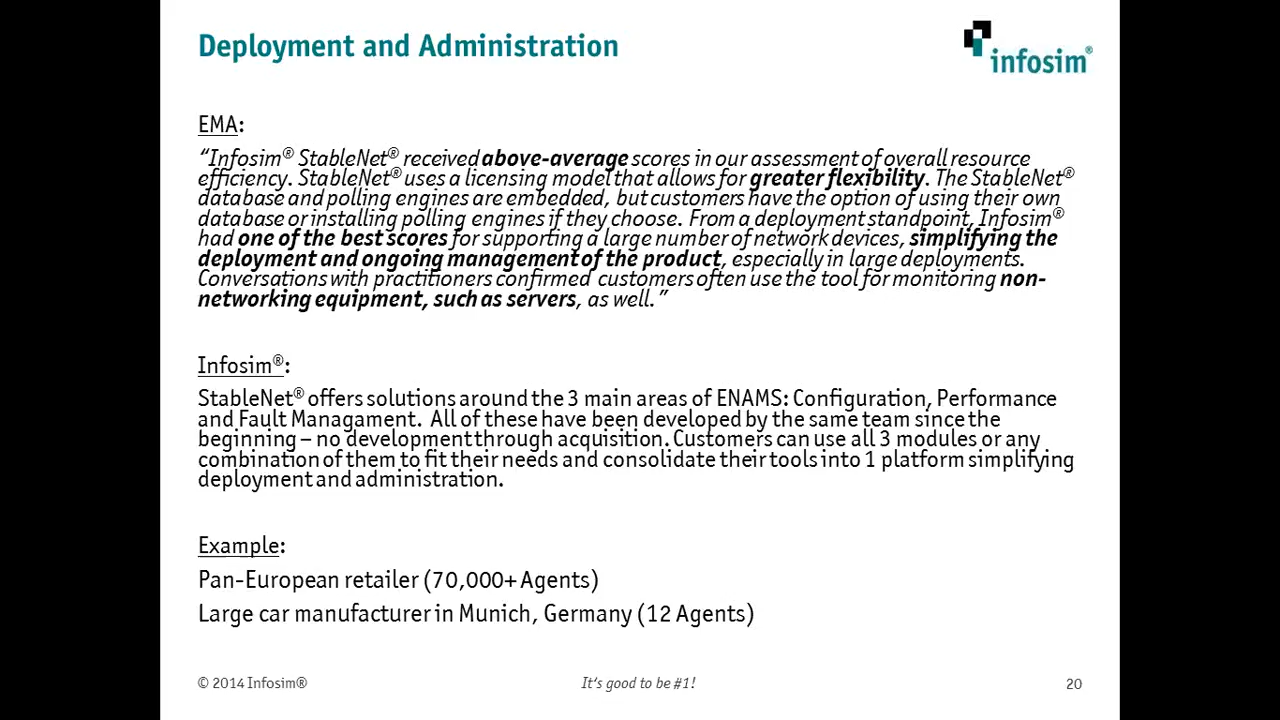 Deployment and Administration
infosim®
EMA:
“Infosim® StableNet® received above-average scores in our assessment of overall resource
efficiency. StableNet® uses a licensing model that allows for greater flexibility. The StableNet®
database and polling engines are embedded, but customers have the option of using their own
database or installing polling engines if they choose. From a deployment standpoint, Infosim®
had one of the best scores for supporting a large number of network devices, simplifying the
deployment and ongoing management of the product, especially in large deployments.
Conversations with practitioners confirmed customers often use the tool for monitoring non-
networking equipment, such as servers, as well.”
Infosim®:
StableNet® offers solutions around the 3 main areas of ENAMS: Configuration, Performance
and Fault Managament. All of these have been developed by the same team since the
beginning – no development through acquisition. Customers can use all 3 modules or any
combination of them to fit their needs and consolidate their tools into 1 platform simplifying
deployment and administration.
Example:
Pan-European retailer (70,000+ Agents)
Large car manufacturer in Munich, Germany (12 Agents)
© 2014 Infosim®
It's good to be #1!
20